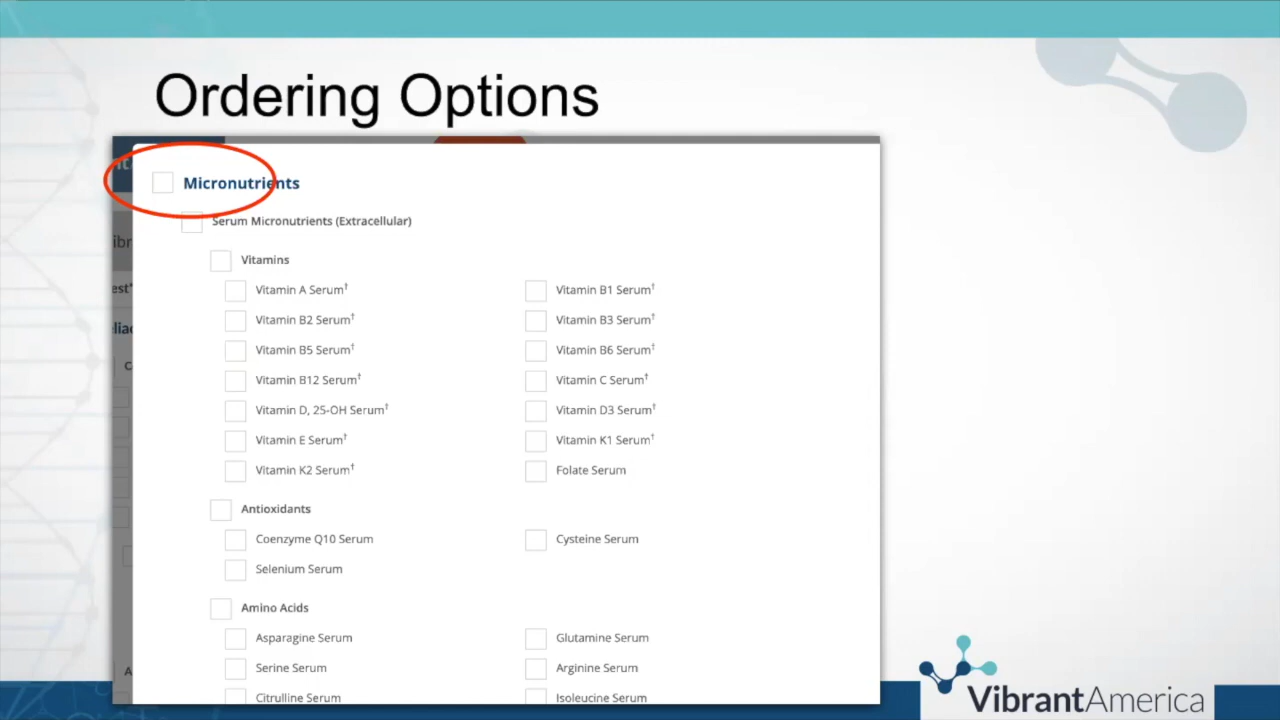 Ordering Options
Micronutrients
Serum Micronutrients (Extracellular)
Vitamins
Vitamin A Serum†
Vitamin B1 Serum†
Vitamin B2 Serum†
Vitamin B3 Serum†
Vitamin B5 Serum†
Vitamin B6 Serum‡
Vitamin B12 Serum†
Vitamin C Serum†
Vitamin D, 25-OH Serum†
Vitamin D3 Serum†
Vitamin E Serum†
Vitamin K1 Serum†
Vitamin K2 Serum†
Folate Serum
Antioxidants
Coenzyme Q10 Serum
Cysteine Serum
Selenium Serum
Amino Acids
Asparagine Serum
Glutamine Serum
Serine Serum
Arginine Serum
Citrulline Serum
Isoleucine Serum
VibrantAmerica